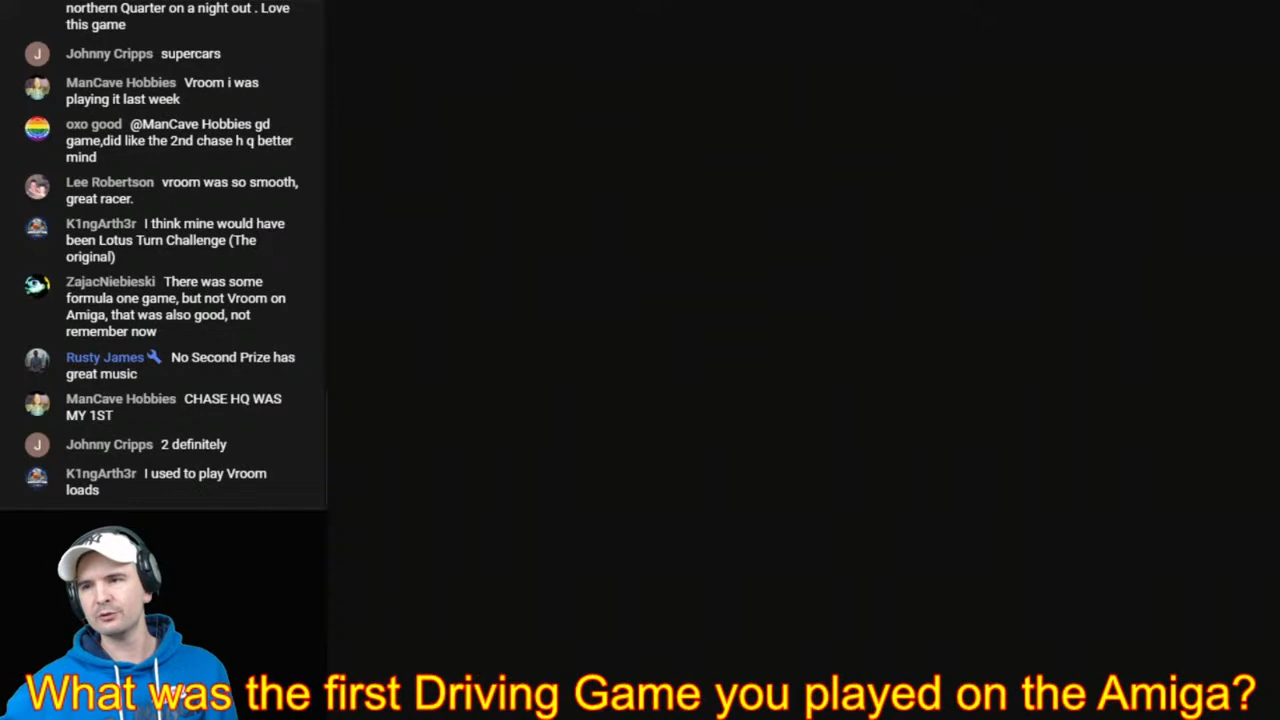 northern Quarter on a night out . Love
this game
J Johnny Cripps supercars
ManCave Hobbies Vroom i was
playing it last week
oxo good @ManCave Hobbies gd
game,did like the 2nd chase h q better
mind
Lee Robertson vroom was so smooth,
great racer.
K1ngArth3r I think mine would have
been Lotus Turn Challenge (The
original)
ZajacNiebieski There was some
formula one game, but not Vroom on
Amiga, that was also good, not
remember now
Rusty James No Second Prize has
great music
ManCave Hobbies CHASE HQ WAS
MY 1ST
J Johnny Cripps 2 definitely
K1ngArth3r I used to play Vroom
loads
What was the first Driving Game you played on the Amiga?